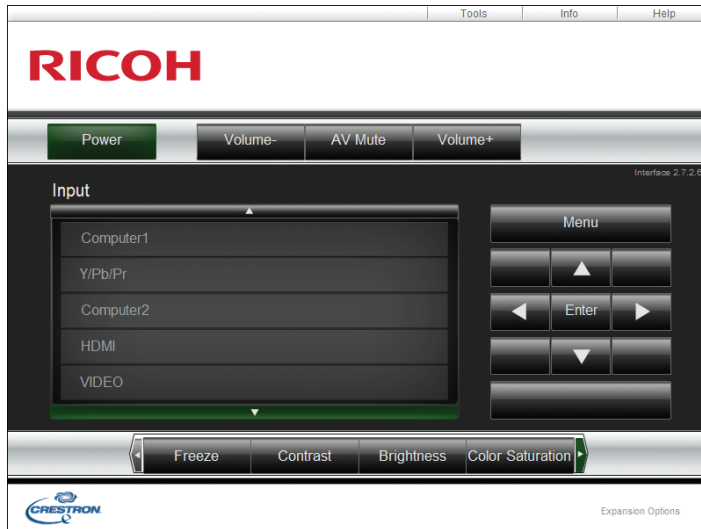 Tools Info Help
RICOH
Power Volume- AV Mute Volume+
Interface 2.7.2.6
Input
Menu
Computer1
Y/Pb/Pr
Computer2
Enter
HDMI
VIDEO
Freeze Contrast Brightness Color Saturation
CRESTRON
Expansion Options